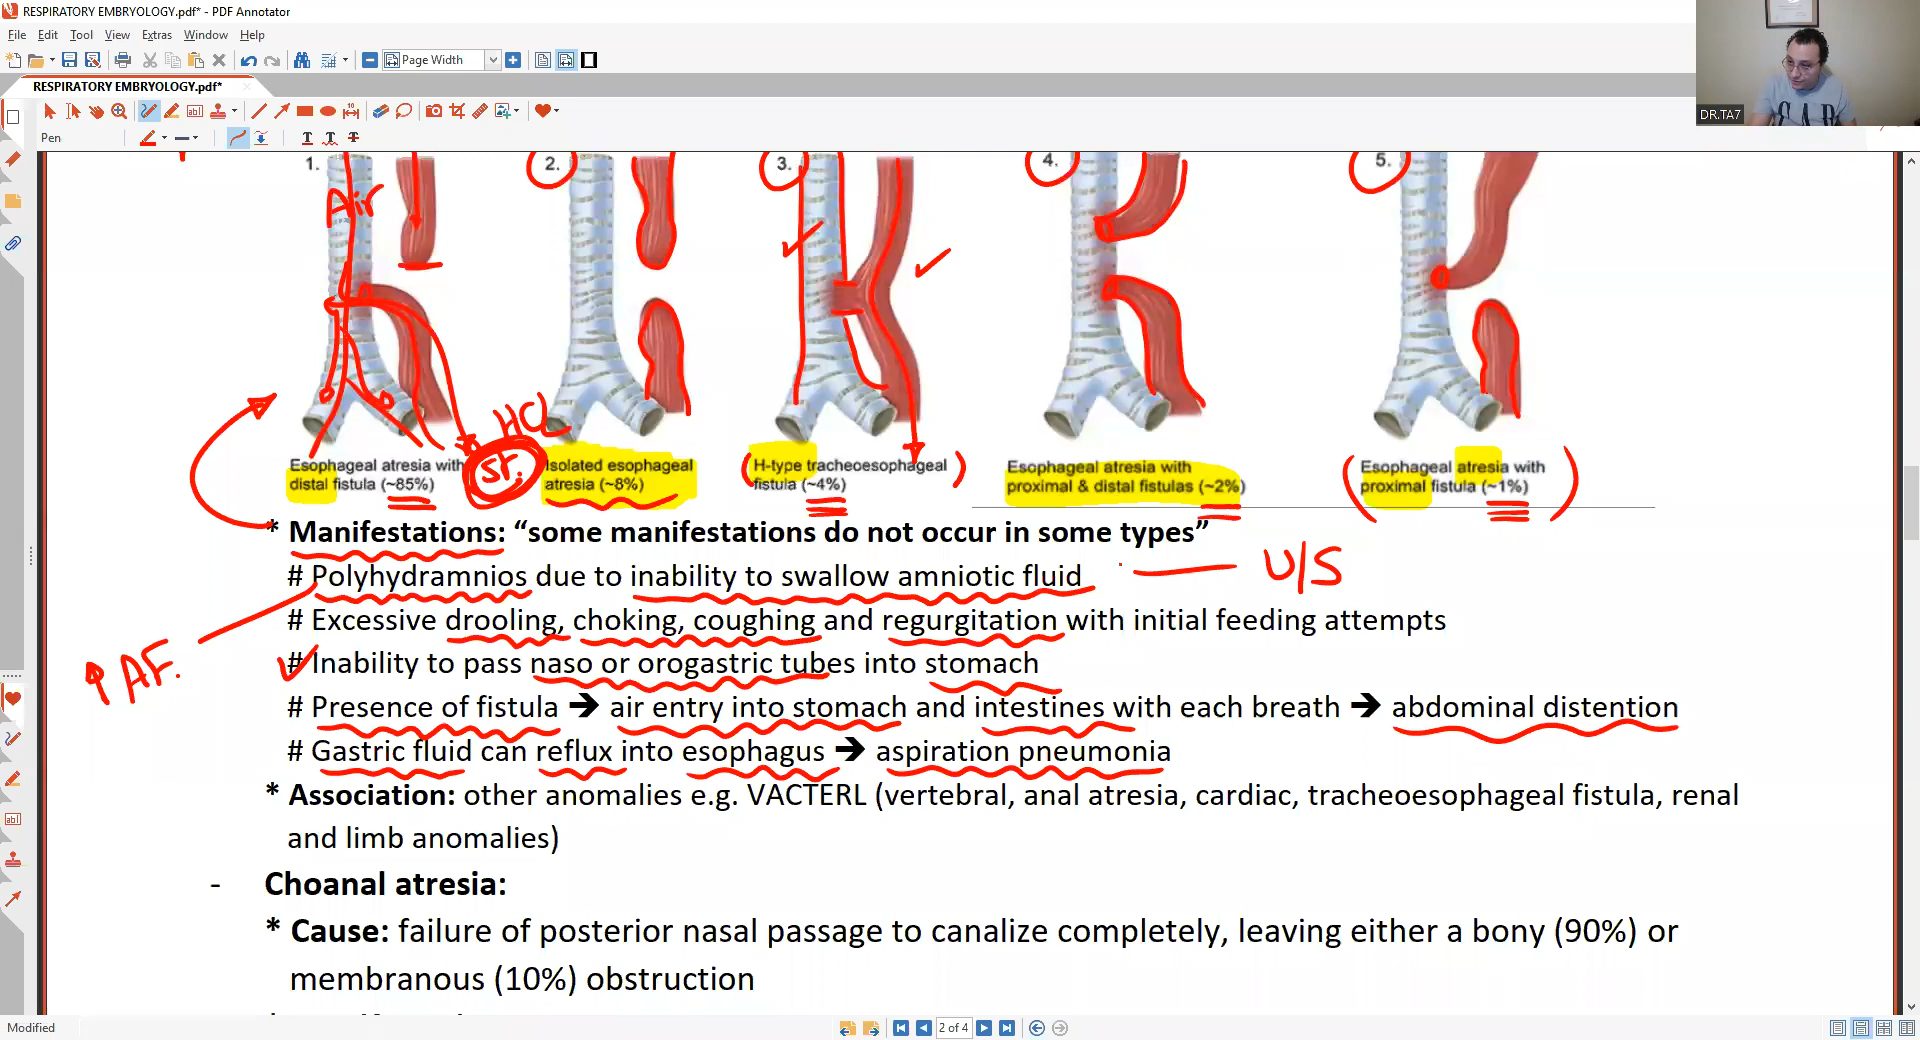 RESPIRATORY EMBRYOLOGY.pdf* - PDF Annotator
File Edit Tool View Extras Window Help
Page Width
RESPIRATORY EMBRYOLOGY.pdf*
Pen
DR.TA7
1. 2. 3. 4. 5.
Air
HCL
St.
Esophageal atresia with
distal fistula (~85%)
Isolated esophageal
atresia (~8%)
H-type tracheoesophageal
fistula (~4%)
Esophageal atresia with
proximal & distal fistulas (~2%)
Esophageal atresia with
proximal fistula (~1%)
* Manifestations: “some manifestations do not occur in some types”
# Polyhydramnios due to inability to swallow amniotic fluid
U/S
# Excessive drooling, choking, coughing and regurgitation with initial feeding attempts
↑ AF.
# Inability to pass naso or orogastric tubes into stomach
# Presence of fistula 🡺 air entry into stomach and intestines with each breath 🡺 abdominal distention
# Gastric fluid can reflux into esophagus 🡺 aspiration pneumonia
* Association: other anomalies e.g. VACTERL (vertebral, anal atresia, cardiac, tracheoesophageal fistula, renal
and limb anomalies)
- Choanal atresia:
* Cause: failure of posterior nasal passage to canalize completely, leaving either a bony (90%) or
membranous (10%) obstruction
Modified
2 of 4